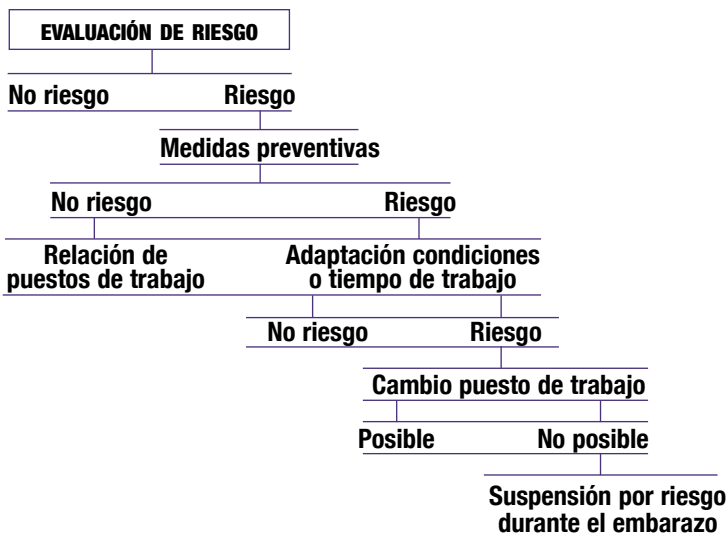 EVALUACIÓN DE RIESGO
No riesgo Riesgo
Medidas preventivas
No riesgo Riesgo
Relación de
puestos de trabajo
Adaptación condiciones
o tiempo de trabajo
No riesgo Riesgo
Cambio puesto de trabajo
Posible No posible
Suspensión por riesgo
durante el embarazo